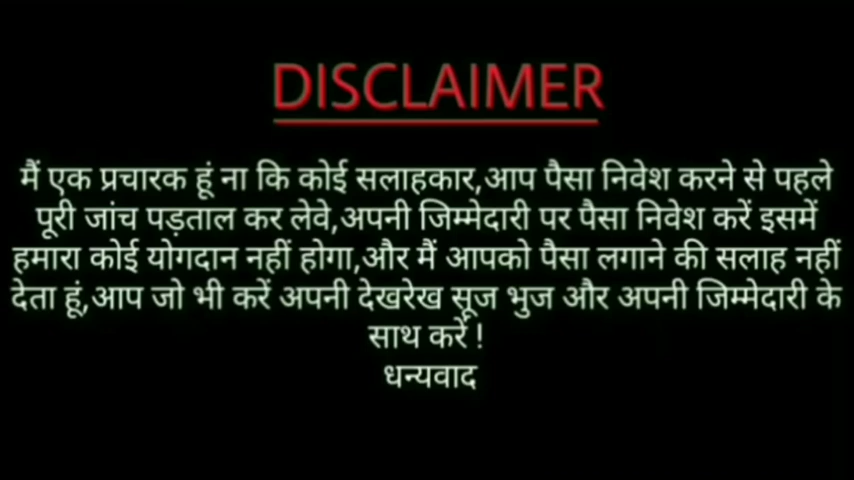 DISCLAIMER
मैं एक प्रचारक हूं ना कि कोई सलाहकार,आप पैसा निवेश करने से पहले
पूरी जांच पड़ताल कर लेवे,अपनी जिम्मेदारी पर पैसा निवेश करें इसमें
हमारा कोई योगदान नहीं होगा,और मैं आपको पैसा लगाने की सलाह नहीं
देता हूं,आप जो भी करें अपनी देखरेख सूज भुज और अपनी जिम्मेदारी के
साथ करें !
धन्यवाद